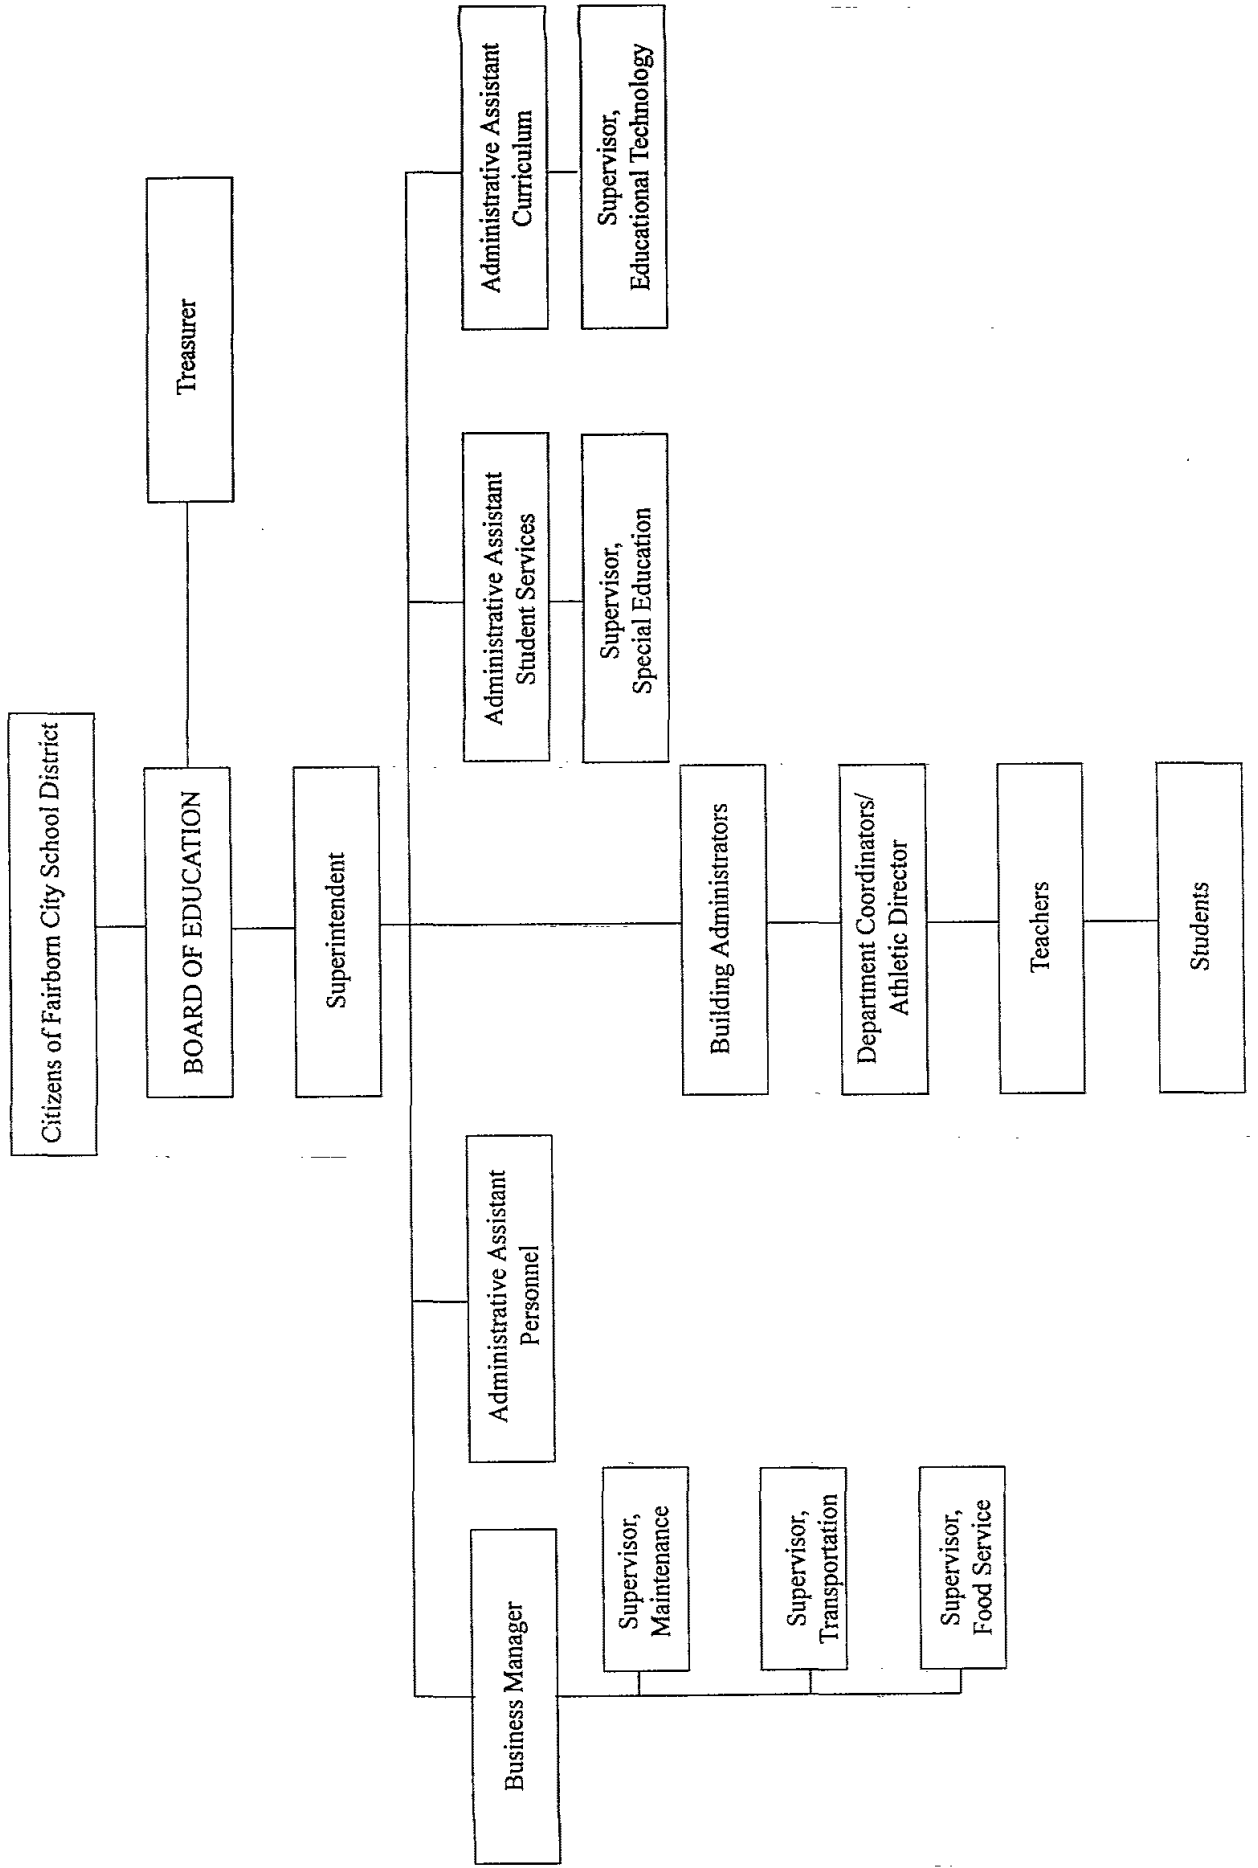 Citizens of Fairborn City School District
BOARD OF EDUCATION
Treasurer
Superintendent
Business Manager
Administrative Assistant
Personnel
Administrative Assistant
Student Services
Administrative Assistant
Curriculum
Supervisor,
Maintenance
Supervisor,
Transportation
Supervisor,
Food Service
Supervisor,
Special Education
Supervisor,
Educational Technology
Building Administrators
Department Coordinators/
Athletic Director
Teachers
Students